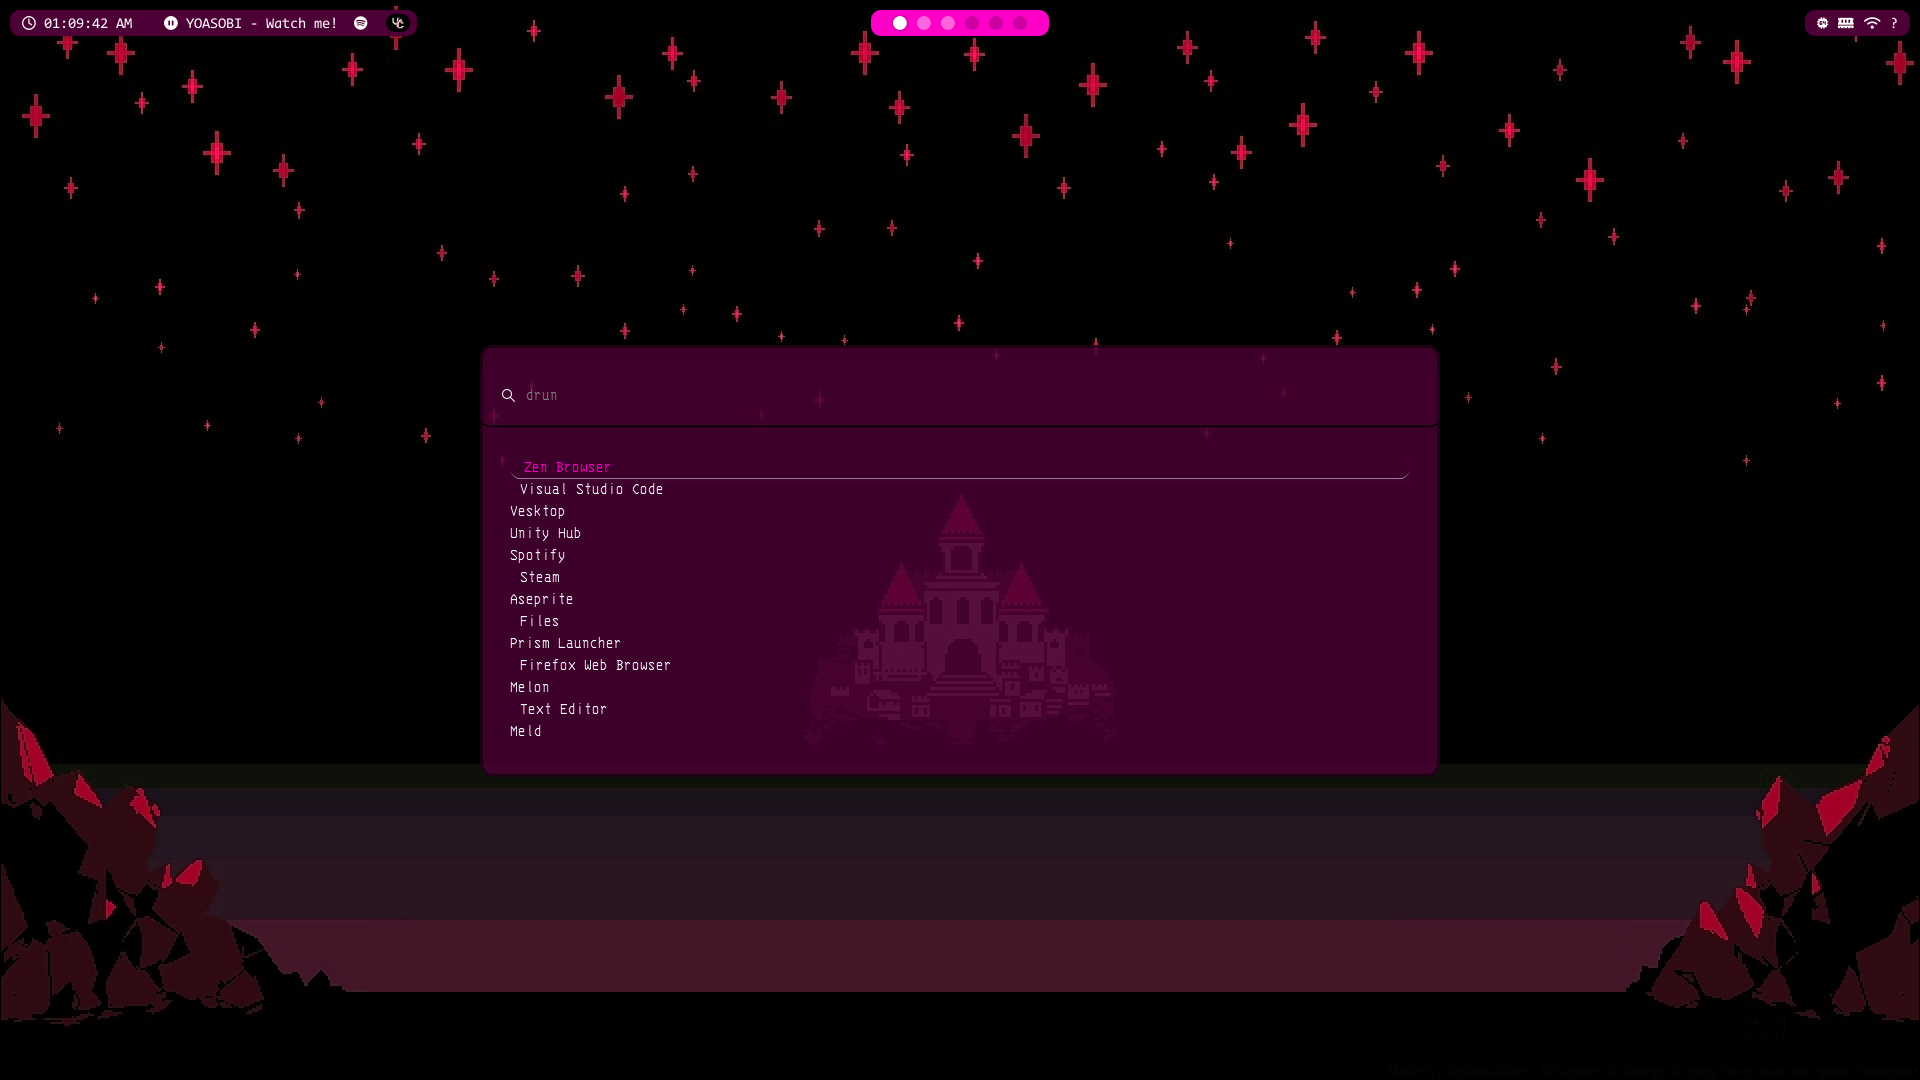 01:09:42 AM
YOASOBI - Watch me!
?
drun
Zen Browser
Visual Studio Code
Vesktop
Unity Hub
Spotify
Steam
Aseprite
Files
Prism Launcher
Firefox Web Browser
Melon
Text Editor
Meld